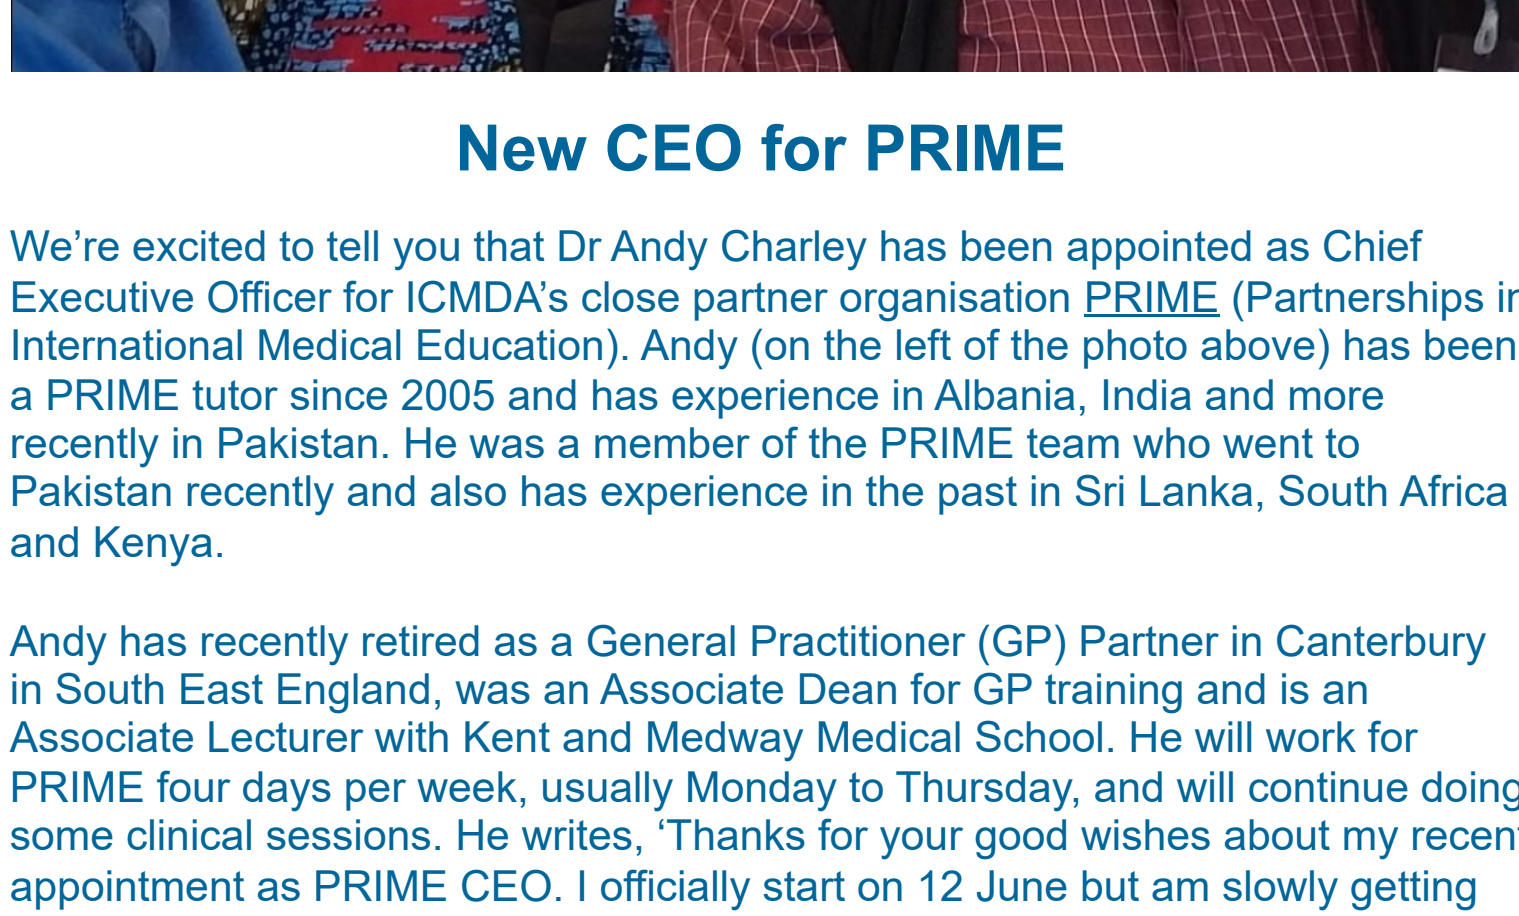 New CEO for PRIME
We’re excited to tell you that Dr Andy Charley has been appointed as Chief
Executive Officer for ICMDA’s close partner organisation PRIME (Partnerships in
International Medical Education). Andy (on the left of the photo above) has been
a PRIME tutor since 2005 and has experience in Albania, India and more
recently in Pakistan. He was a member of the PRIME team who went to
Pakistan recently and also has experience in the past in Sri Lanka, South Africa
and Kenya.
Andy has recently retired as a General Practitioner (GP) Partner in Canterbury
in South East England, was an Associate Dean for GP training and is an
Associate Lecturer with Kent and Medway Medical School. He will work for
PRIME four days per week, usually Monday to Thursday, and will continue doing
some clinical sessions. He writes, ‘Thanks for your good wishes about my recent
appointment as PRIME CEO. I officially start on 12 June but am slowly getting